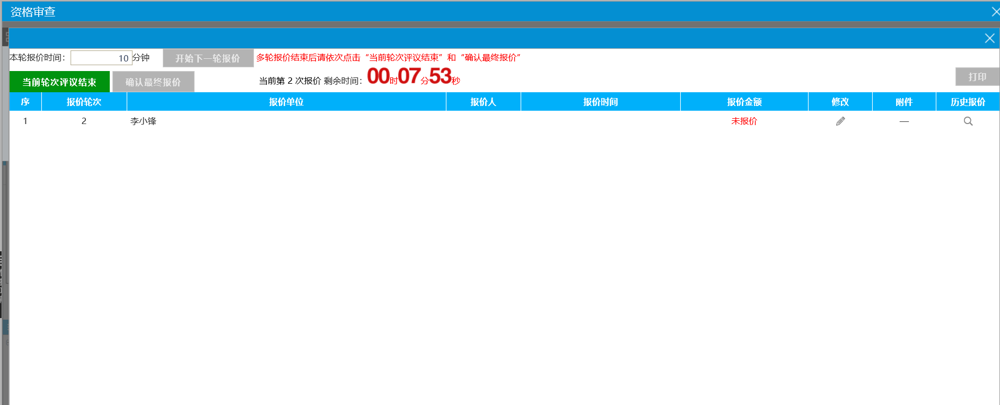 资格审查
本轮报价时间： 10 分钟 开始下一轮报价 多轮报价结束后请依次点击“当前轮次评议结束”和“确认最终报价”
当前轮次评议结束 确认最终报价 当前第 2 次报价 剩余时间： 00时07分53秒 打印
序 报价轮次 报价单位 报价人 报价时间 报价金额 修改 附件 历史报价
1 2 李小锋 未报价 —